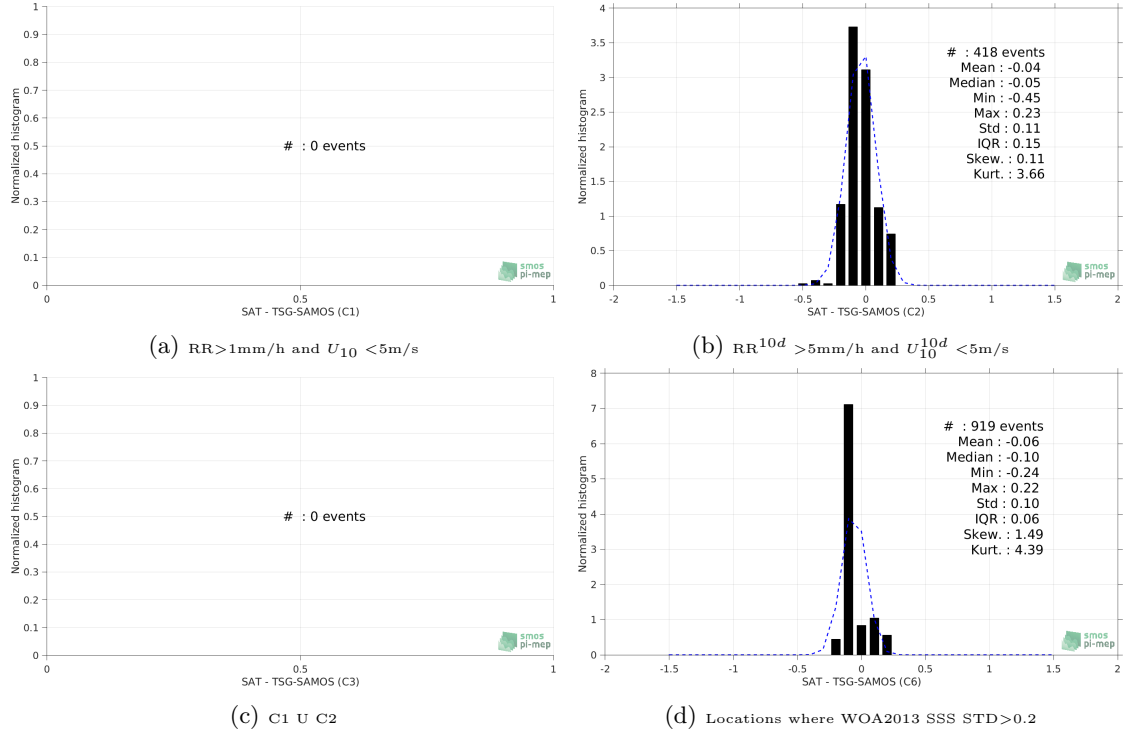 1
0.9
0.8
0.7
0.6
0.5
0.4
0.3
0.2
0.1
0
Normalized histogram
# : 0 events
smos
pi-mep
0 0.5 1
SAT - TSG-SAMOS (C1)
(a) RR>1mm/h and U10 <5m/s
4
3.5
3
2.5
2
1.5
1
0.5
0
Normalized histogram
# : 418 events
Mean : -0.04
Median : -0.05
Min : -0.45
Max : 0.23
Std : 0.11
IQR : 0.15
Skew. : 0.11
Kurt. : 3.66
smos
pi-mep
-2 -1.5 -1 -0.5 0 0.5 1 1.5 2
SAT - TSG-SAMOS (C2)
(b) RR10d >5mm/h and U10d10 <5m/s
1
0.9
0.8
0.7
0.6
0.5
0.4
0.3
0.2
0.1
0
Normalized histogram
# : 0 events
smos
pi-mep
0 0.5 1
SAT - TSG-SAMOS (C3)
(c) C1 U C2
8
7
6
5
4
3
2
1
0
Normalized histogram
# : 919 events
Mean : -0.06
Median : -0.10
Min : -0.24
Max : 0.22
Std : 0.10
IQR : 0.06
Skew. : 1.49
Kurt. : 4.39
smos
pi-mep
-2 -1.5 -1 -0.5 0 0.5 1 1.5 2
SAT - TSG-SAMOS (C6)
(d) Locations where WOA2013 SSS STD>0.2